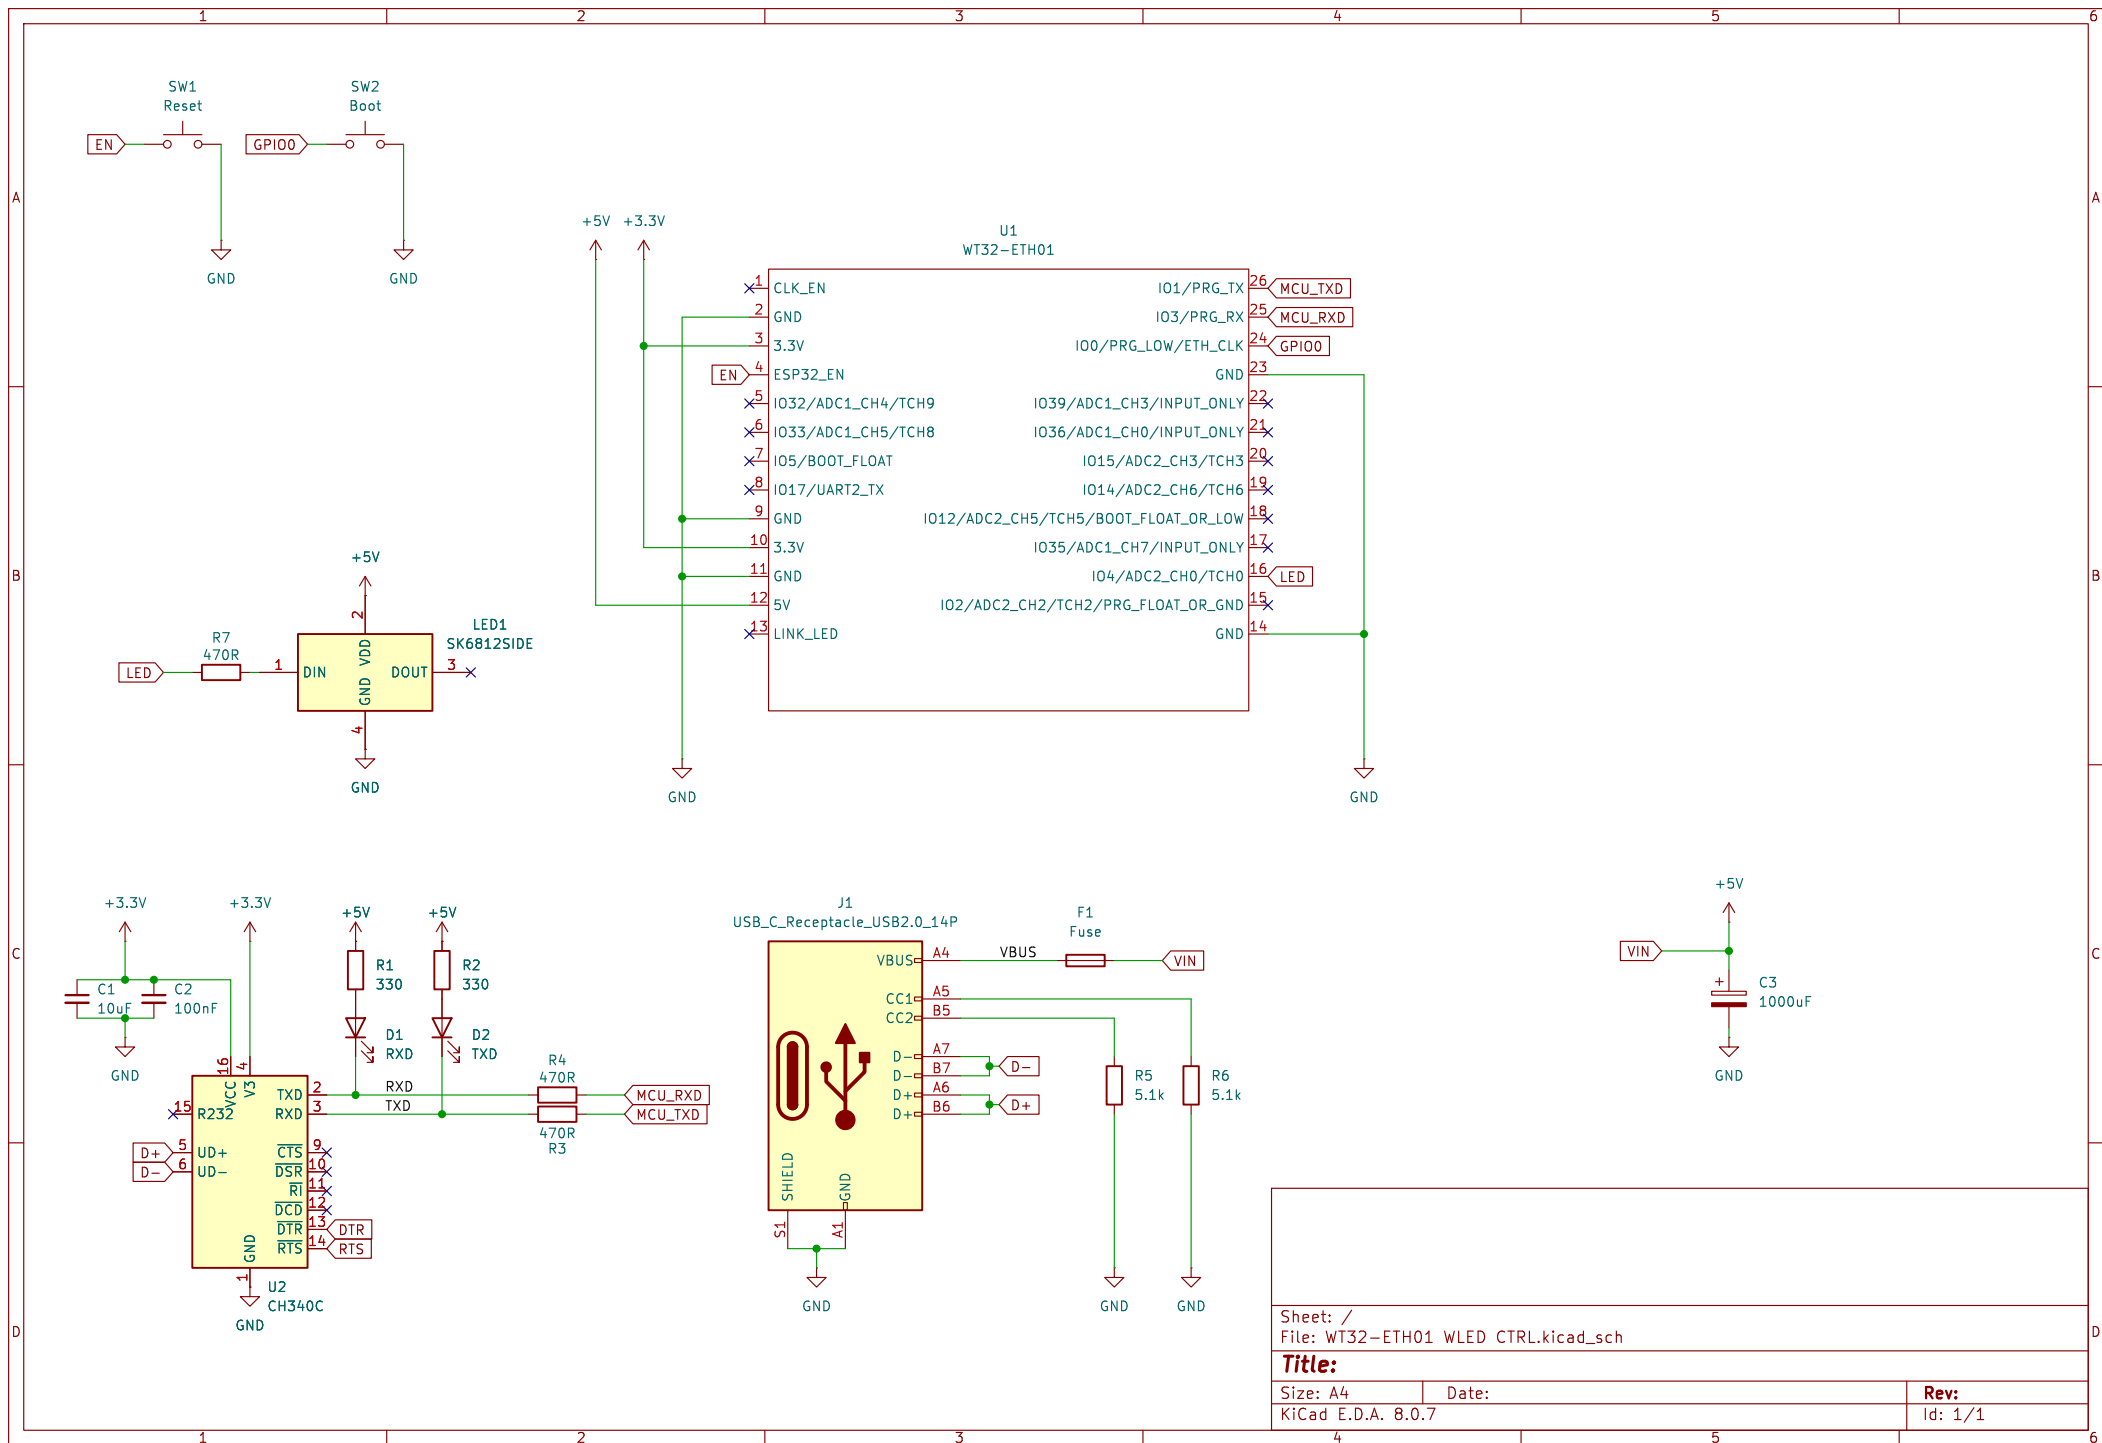 1 2 3 4 5 6
A A
B B
C C
D D
SW1
Reset
EN
GND
SW2
Boot
GPIO0
GND
+5V +3.3V
U1
WT32-ETH01
1 CLK_EN
2 GND
3 3.3V
EN 4 ESP32_EN
5 IO32/ADC1_CH4/TCH9
6 IO33/ADC1_CH5/TCH8
7 IO5/BOOT_FLOAT
8 IO17/UART2_TX
9 GND
10 3.3V
11 GND
12 5V
13 LINK_LED
IO1/PRG_TX 26 MCU_TXD
IO3/PRG_RX 25 MCU_RXD
IO0/PRG_LOW/ETH_CLK 24 GPIO0
GND 23
IO39/ADC1_CH3/INPUT_ONLY 22
IO36/ADC1_CH0/INPUT_ONLY 21
IO15/ADC2_CH3/TCH3 20
IO14/ADC2_CH6/TCH6 19
IO12/ADC2_CH5/TCH5/BOOT_FLOAT_OR_LOW 18
IO35/ADC1_CH7/INPUT_ONLY 17
IO4/ADC2_CH0/TCH0 16 LED
IO2/ADC2_CH2/TCH2/PRG_FLOAT_OR_GND 15
GND 14
GND
GND
+5V
2
VDD
LED1
SK6812SIDE
R7
470R
LED
1 DIN
DOUT 3
GND
4
GND
+3.3V
C1
10uF
C2
100nF
GND
+3.3V
16 VCC
4 V3
15 R232
D+ 5 UD+
D- 6 UD-
TXD 2
RXD 3
CTS 9
DSR 10
RI 11
DCD 12
DTR 13 DTR
RTS 14 RTS
GND
1
U2
CH340C
GND
+5V
R1
330
D1
RXD
+5V
R2
330
D2
TXD
RXD
TXD
R4
470R
MCU_RXD
MCU_TXD
470R
R3
J1
USB_C_Receptacle_USB2.0_14P
VBUS A4
CC1 A5
CC2 B5
D- A7
D- B7
D+ A6
D+ B6
SHIELD
GND
S1
A1
GND
VBUS
F1
Fuse
VIN
D-
D+
R5
5.1k
GND
R6
5.1k
GND
+5V
VIN
+
C3
1000uF
GND
Sheet: /
File: WT32-ETH01 WLED CTRL.kicad_sch
Title:
Size: A4 Date: Rev:
KiCad E.D.A. 8.0.7 Id: 1/1
1 2 3 4 5 6